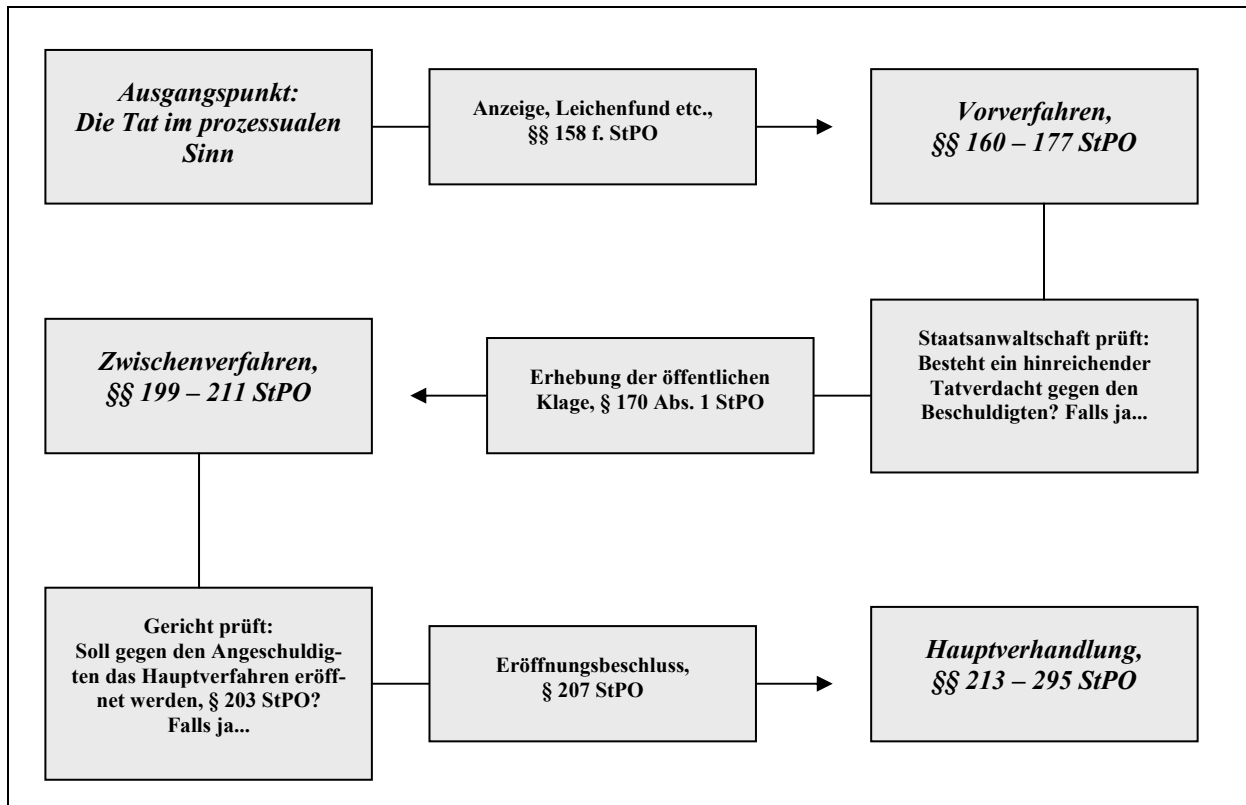 Ausgangspunkt:
Die Tat im prozessualen
Sinn
Anzeige, Leichenfund etc.,
§§ 158 f. StPO
Vorverfahren,
§§ 160 – 177 StPO
Staatsanwaltschaft prüft:
Besteht ein hinreichender
Tatverdacht gegen den
Beschuldigten? Falls ja...
Erhebung der öffentlichen
Klage, § 170 Abs. 1 StPO
Zwischenverfahren,
§§ 199 – 211 StPO
Gericht prüft:
Soll gegen den Angeschuldig-
ten das Hauptverfahren eröff-
net werden, § 203 StPO?
Falls ja...
Eröffnungsbeschluss,
§ 207 StPO
Hauptverhandlung,
§§ 213 – 295 StPO